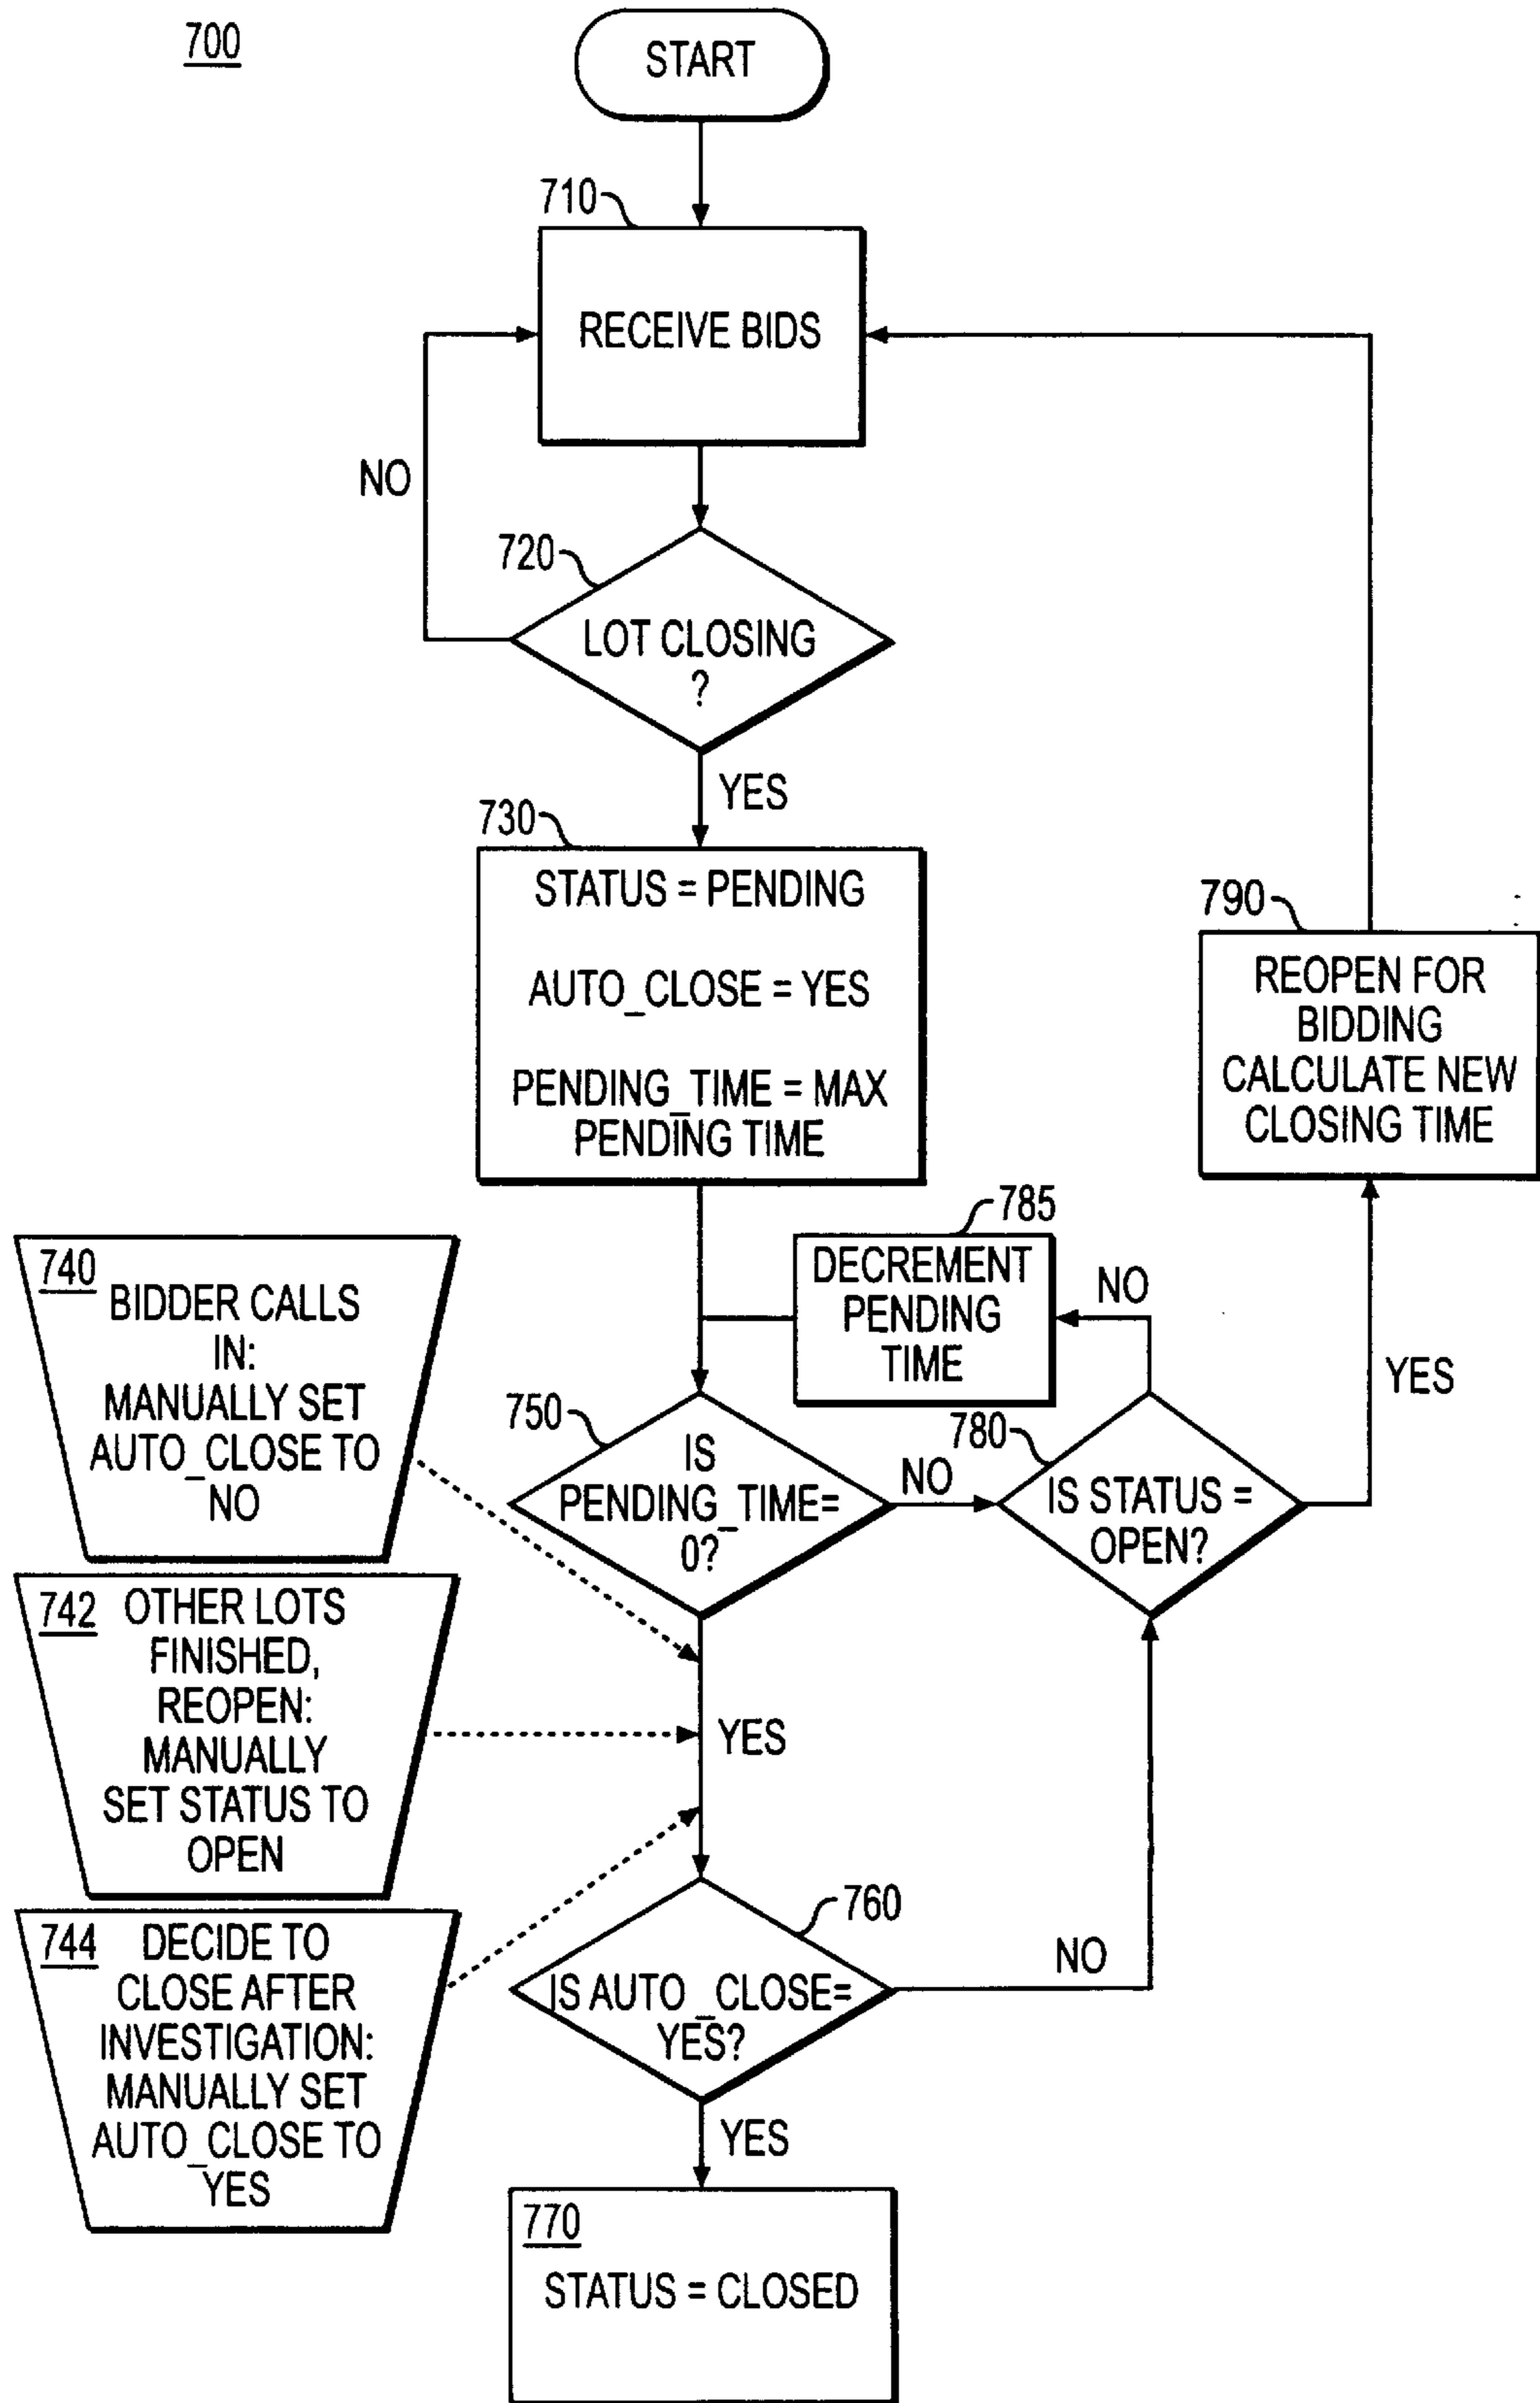 700
START
710
RECEIVE BIDS
NO
720
LOT CLOSING
?
YES
730
STATUS = PENDING
AUTO_CLOSE = YES
PENDING_TIME = MAX
PENDING TIME
790
REOPEN FOR
BIDDING
CALCULATE NEW
CLOSING TIME
785
DECREMENT
PENDING
TIME
NO
YES
740
BIDDER CALLS
IN:
MANUALLY SET
AUTO_CLOSE TO
NO
750
IS
PENDING_TIME=
0?
NO
780
IS STATUS =
OPEN?
742
OTHER LOTS
FINISHED,
REOPEN:
MANUALLY
SET STATUS TO
OPEN
YES
744
DECIDE TO
CLOSE AFTER
INVESTIGATION:
MANUALLY SET
AUTO_CLOSE TO
YES
760
IS AUTO_CLOSE=
YES?
NO
YES
770
STATUS = CLOSED